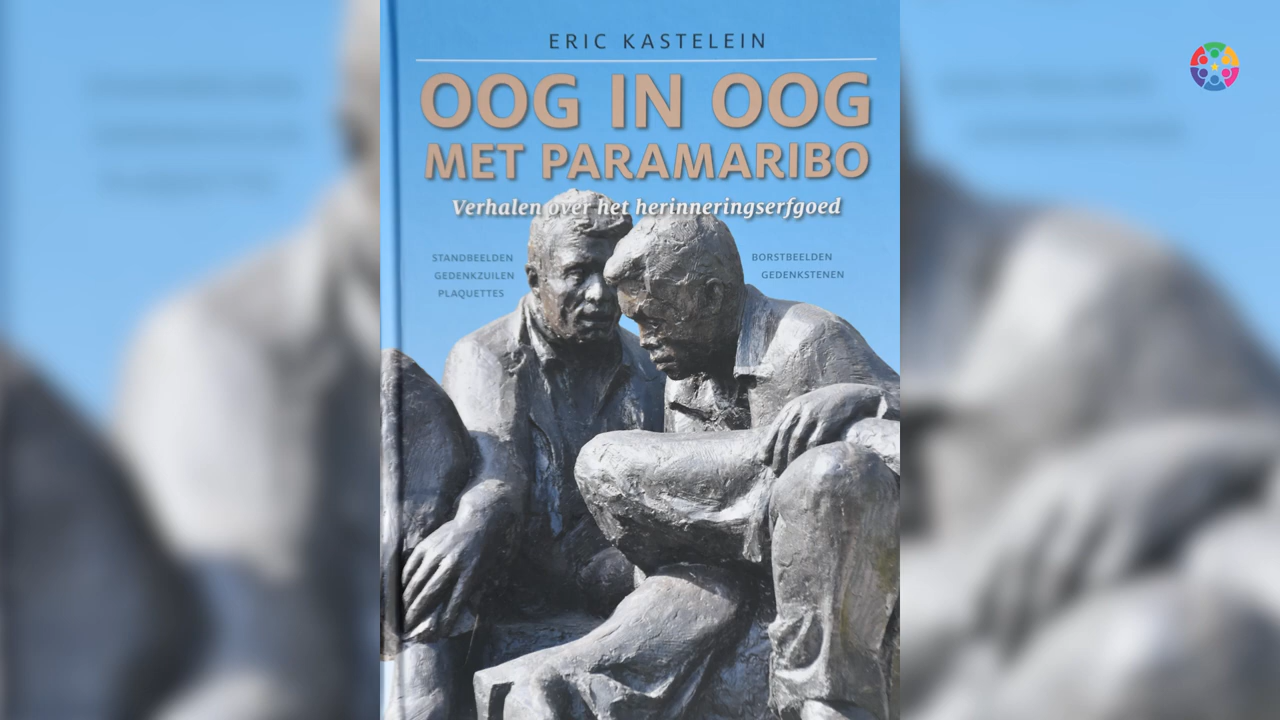 ERIC KASTELEIN
OOG IN OOG
MET PARAMARIBO
Verhalen over het herinneringserfgoed
STANDBEELDEN
GEDENKZUILEN
PLAQUETTES
BORSTBEELDEN
GEDENKSTENEN